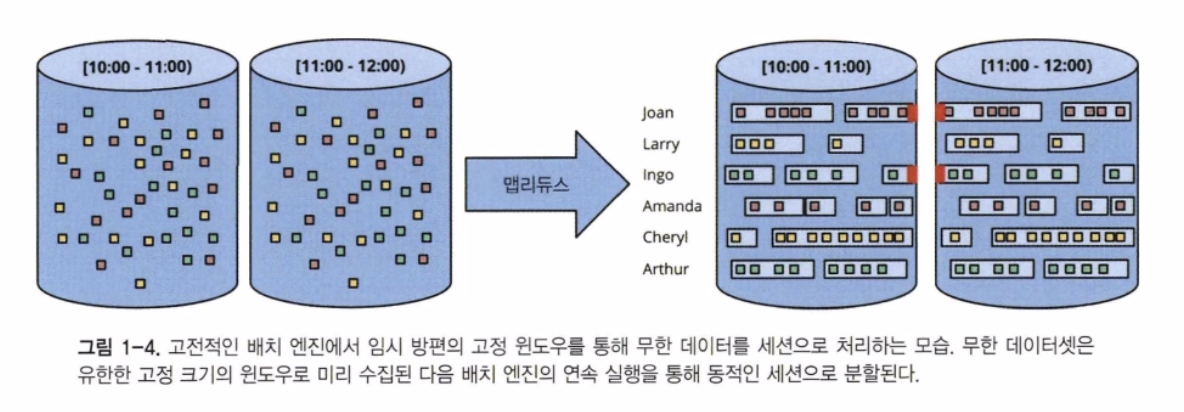 [10:00 - 11:00)
[11:00 - 12:00)
맵리듀스
[10:00 - 11:00)
[11:00 - 12:00)
Joan
Larry
Ingo
Amanda
Cheryl
Arthur
그림 1-4. 고전적인 배치 엔진에서 임시 방편의 고정 윈도우를 통해 무한 데이터를 세션으로 처리하는 모습. 무한 데이터셋은
유한한 고정 크기의 윈도우로 미리 수집된 다음 배치 엔진의 연속 실행을 통해 동적인 세션으로 분할된다.